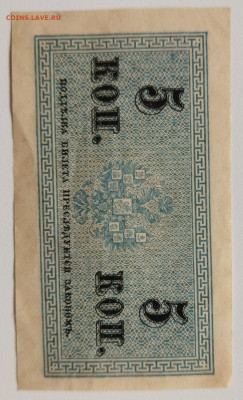 COINS.LAVE.RU
5 5
КОП. КОП.
ПОДДѢЛКА БИЛЕТА ПРЕСЛѢДУЕТСЯ ЗАКОНОМЪ.